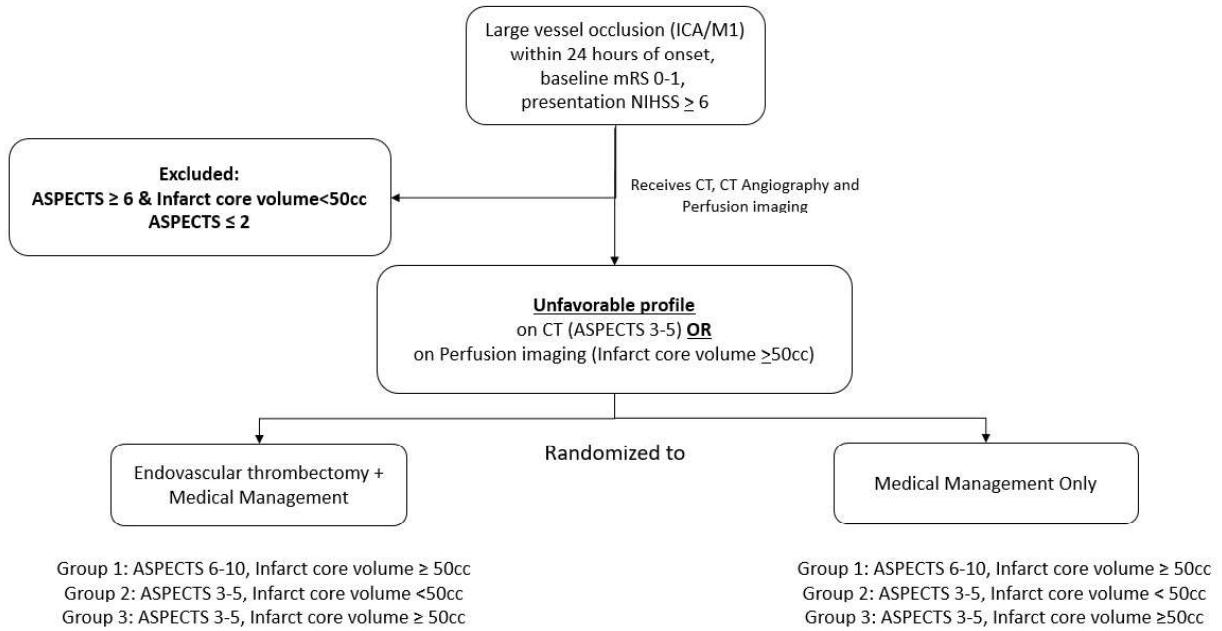 Large vessel occlusion (ICA/M1)
within 24 hours of onset,
baseline mRS 0-1,
presentation NIHSS ≥ 6
Excluded:
ASPECTS ≥ 6 & Infarct core volume<50cc
ASPECTS ≤ 2
Receives CT, CT Angiography and
Perfusion imaging
Unfavorable profile
on CT (ASPECTS 3-5) OR
on Perfusion imaging (Infarct core volume ≥50cc)
Randomized to
Endovascular thrombectomy +
Medical Management
Medical Management Only
Group 1: ASPECTS 6-10, Infarct core volume ≥ 50cc
Group 2: ASPECTS 3-5, Infarct core volume <50cc
Group 3: ASPECTS 3-5, Infarct core volume ≥ 50cc
Group 1: ASPECTS 6-10, Infarct core volume ≥ 50cc
Group 2: ASPECTS 3-5, Infarct core volume < 50cc
Group 3: ASPECTS 3-5, Infarct core volume ≥50cc